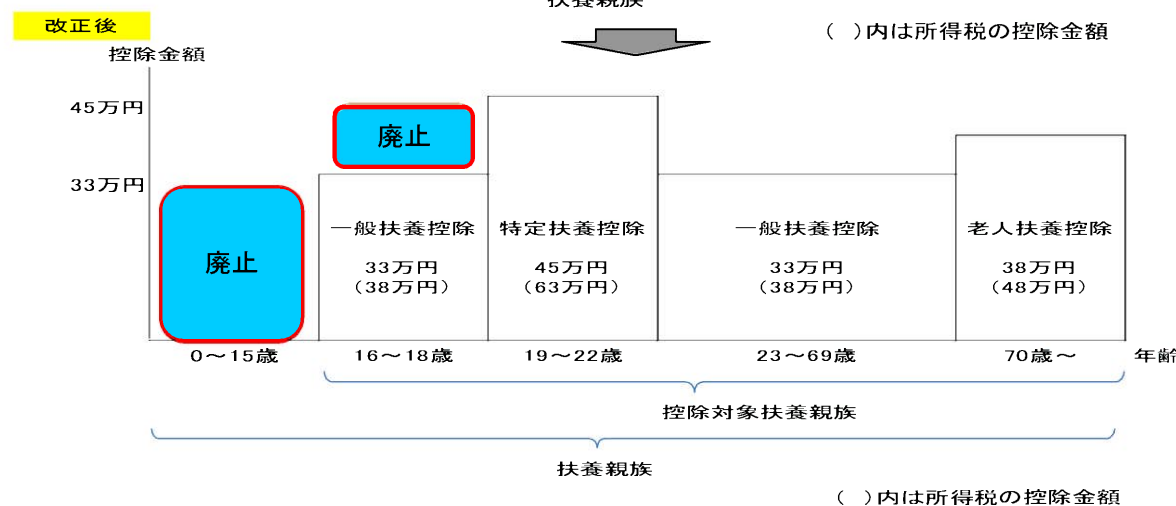 扶養親族
改正後
( )内は所得税の控除金額
控除金額
45万円
33万円
廃止
廃止
一般扶養控除
33万円
(38万円)
特定扶養控除
45万円
(63万円)
一般扶養控除
33万円
(38万円)
老人扶養控除
38万円
(48万円)
0～15歳
16～18歳
19～22歳
23～69歳
70歳～
年齢
控除対象扶養親族
扶養親族
( )内は所得税の控除金額